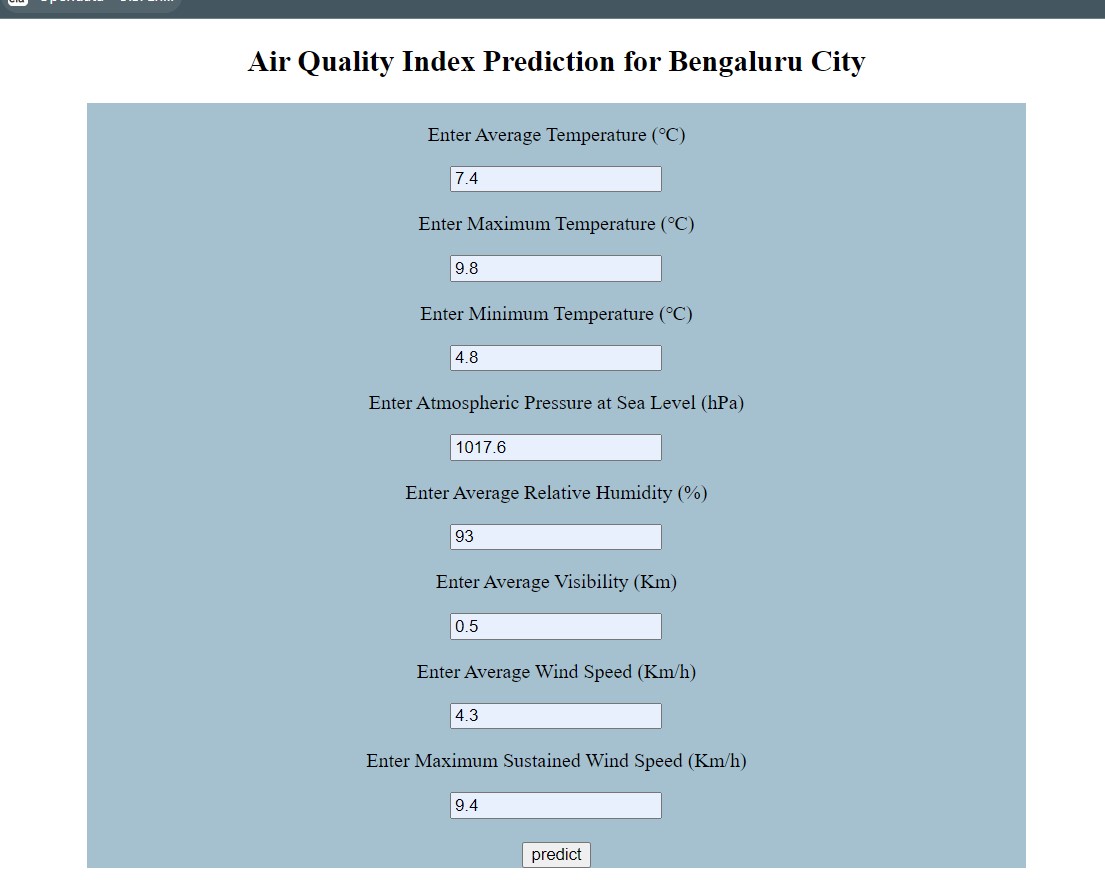 Air Quality Index Prediction for Bengaluru City
Enter Average Temperature (°C)
7.4
Enter Maximum Temperature (°C)
9.8
Enter Minimum Temperature (°C)
4.8
Enter Atmospheric Pressure at Sea Level (hPa)
1017.6
Enter Average Relative Humidity (%)
93
Enter Average Visibility (Km)
0.5
Enter Average Wind Speed (Km/h)
4.3
Enter Maximum Sustained Wind Speed (Km/h)
9.4
predict